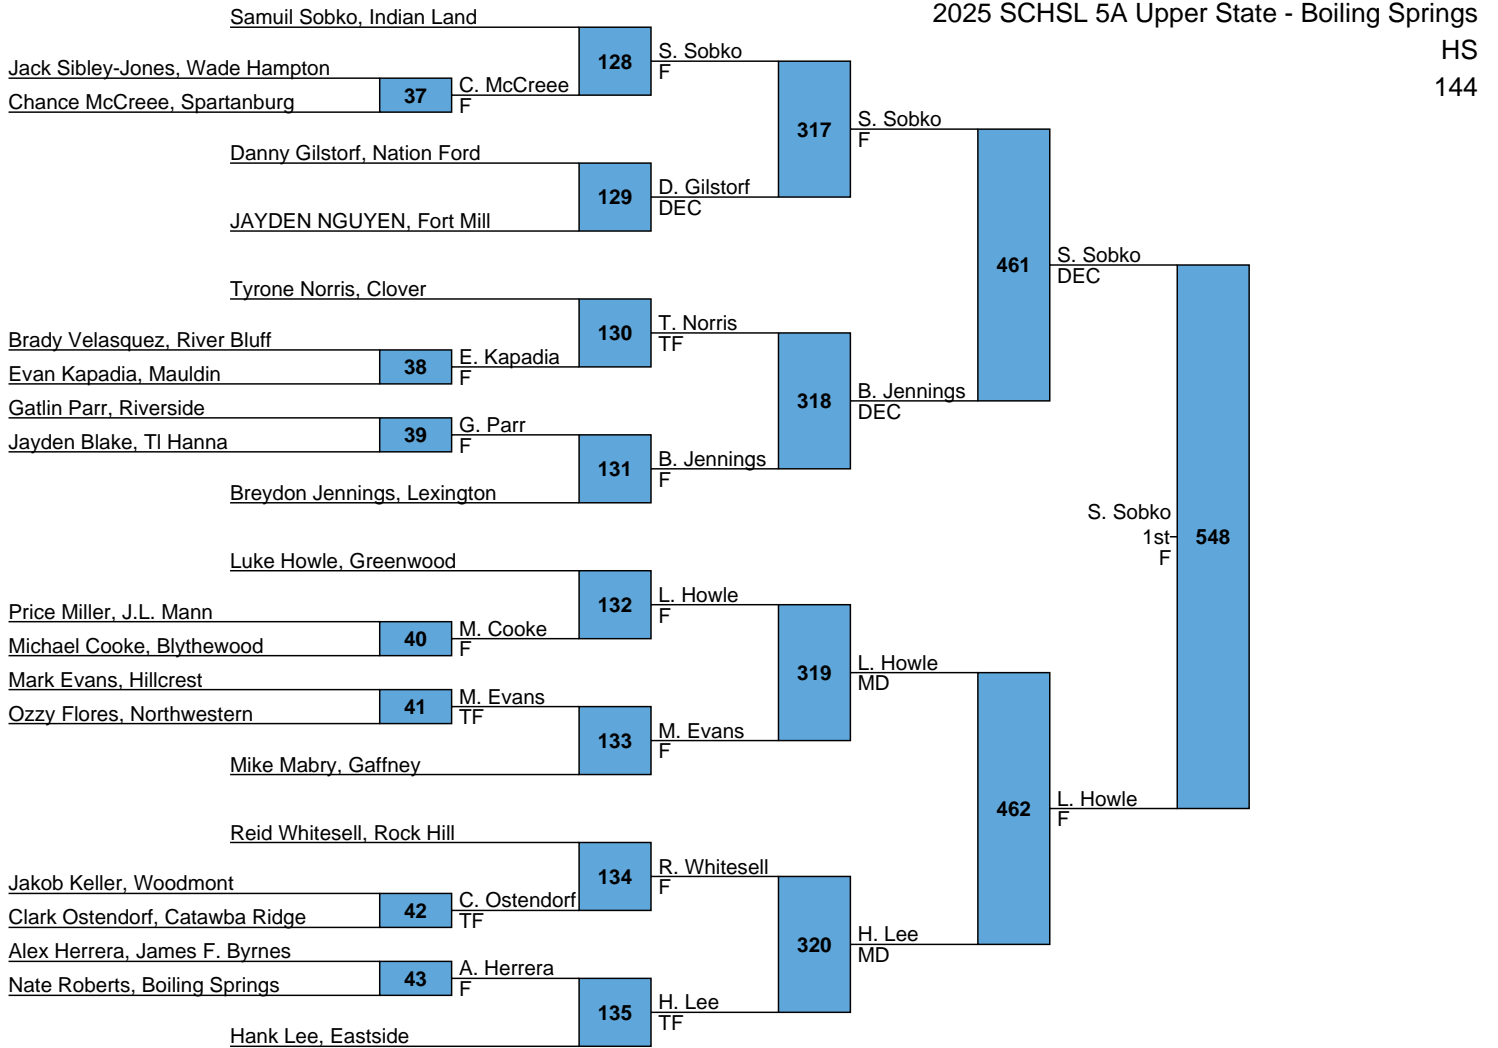 2025 SCHSL 5A Upper State - Boiling Springs
HS
144
Samuil Sobko, Indian Land
128
S. Sobko
F
Jack Sibley-Jones, Wade Hampton
37
C. McCreee
F
Chance McCreee, Spartanburg
317
S. Sobko
F
Danny Gilstorf, Nation Ford
129
D. Gilstorf
DEC
JAYDEN NGUYEN, Fort Mill
461
S. Sobko
DEC
Tyrone Norris, Clover
130
T. Norris
TF
Brady Velasquez, River Bluff
38
E. Kapadia
F
Evan Kapadia, Mauldin
318
B. Jennings
DEC
Gatlin Parr, Riverside
39
G. Parr
F
Jayden Blake, Tl Hanna
131
B. Jennings
F
Breydon Jennings, Lexington
S. Sobko
1st
F
548
Luke Howle, Greenwood
132
L. Howle
F
Price Miller, J.L. Mann
40
M. Cooke
F
Michael Cooke, Blythewood
319
L. Howle
MD
Mark Evans, Hillcrest
41
M. Evans
TF
Ozzy Flores, Northwestern
133
M. Evans
F
Mike Mabry, Gaffney
462
L. Howle
F
Reid Whitesell, Rock Hill
134
R. Whitesell
F
Jakob Keller, Woodmont
42
C. Ostendorf
TF
Clark Ostendorf, Catawba Ridge
320
H. Lee
MD
Alex Herrera, James F. Byrnes
43
A. Herrera
F
Nate Roberts, Boiling Springs
135
H. Lee
TF
Hank Lee, Eastside